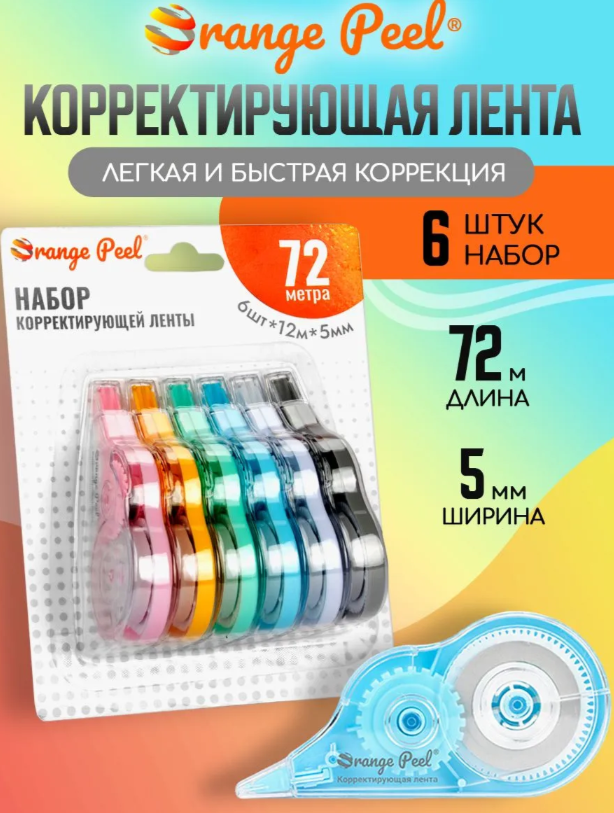 Orange Peel®
КОРРЕКТИРУЮЩАЯ ЛЕНТА
ЛЕГКАЯ И БЫСТРАЯ КОРРЕКЦИЯ
6 ШТУК
НАБОР
Orange Peel®
72
метра
6шт*12м*5мм
НАБОР
КОРРЕКТИРУЮЩЕЙ ЛЕНТЫ
72 м
ДЛИНА
5 мм
ШИРИНА
Orange Peel
Корректирующая лента